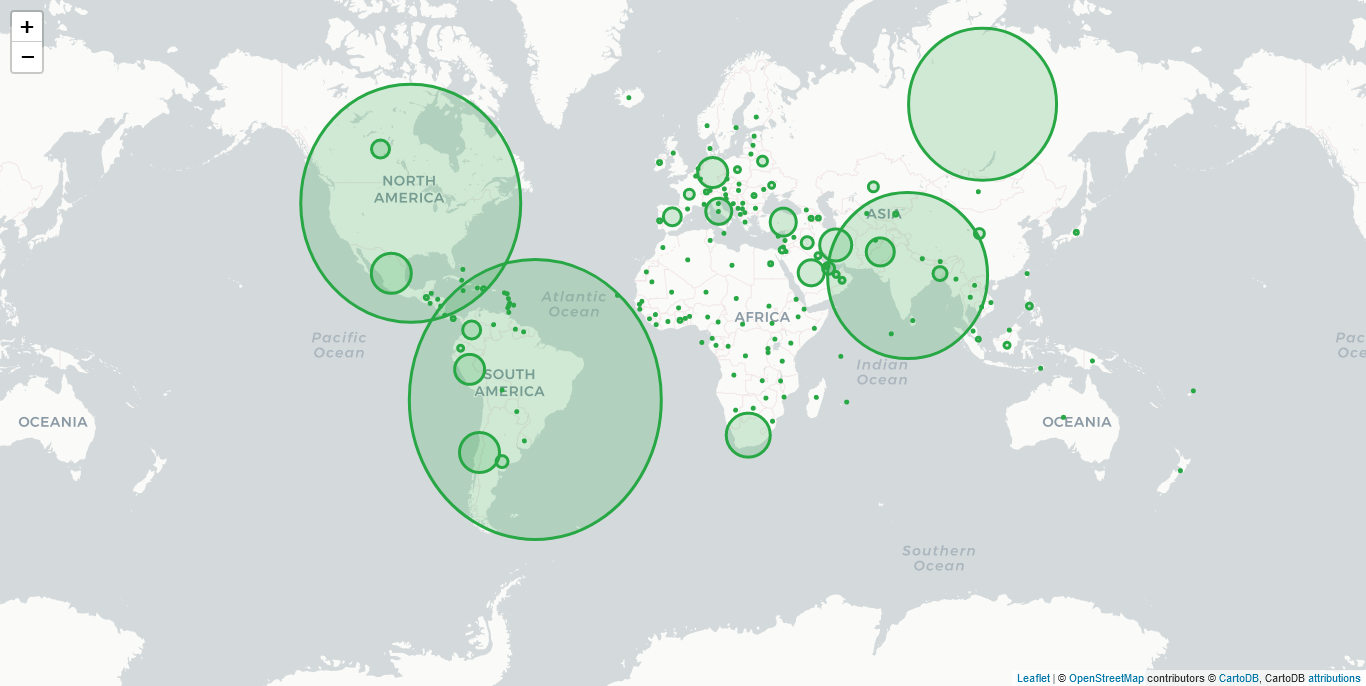 +
−
NORTH
AMERICA
ASIA
Atlantic
Ocean
AFRICA
Pacific
Ocean
Pac
Oce
Indian
Ocean
SOUTH
AMERICA
OCEANIA
OCEANIA
Southern
Ocean
Leaflet | © OpenStreetMap contributors © CartoDB, CartoDB attributions